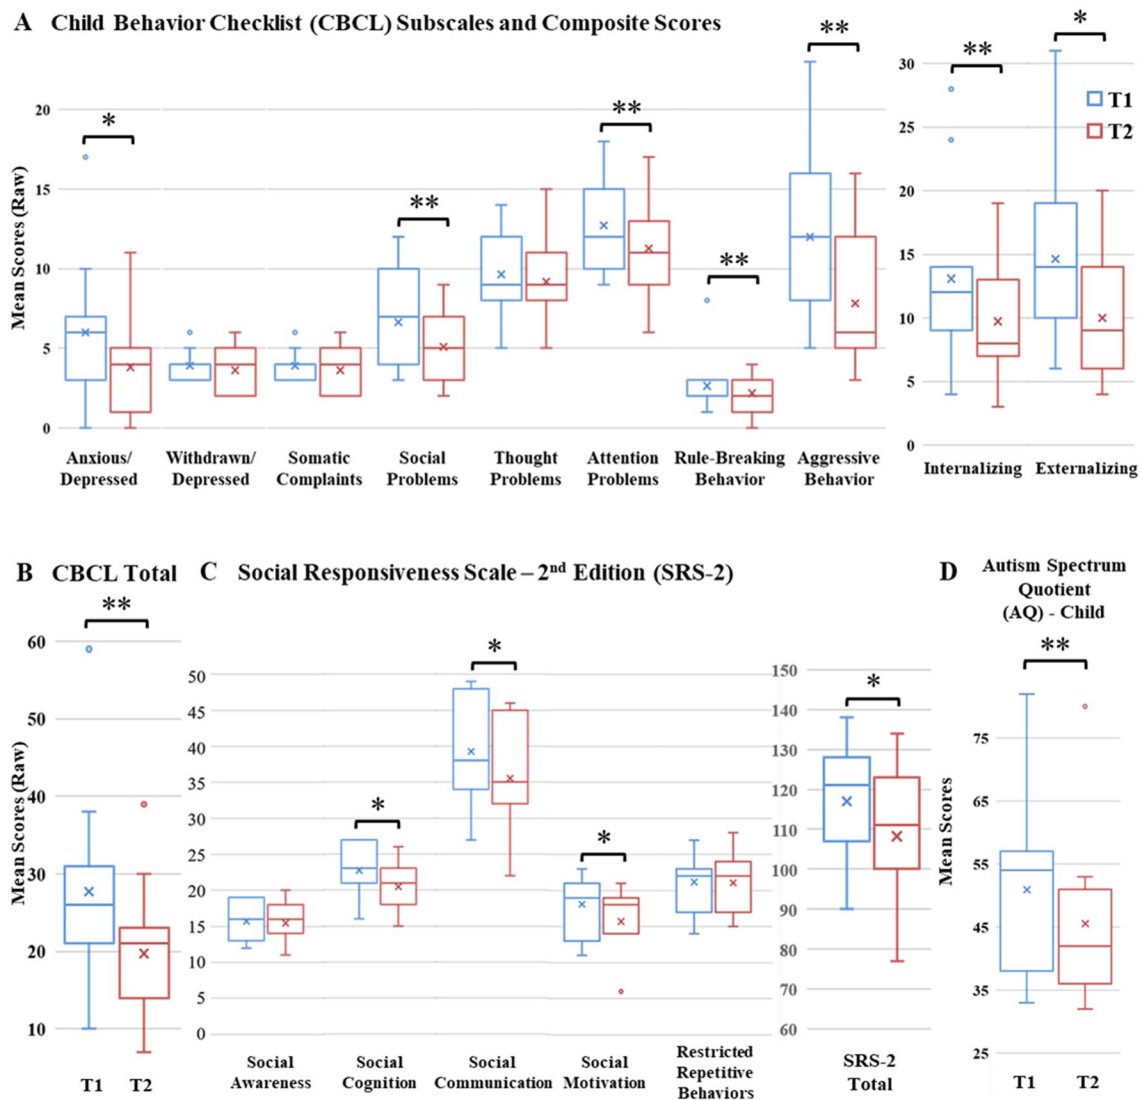 A Child Behavior Checklist (CBCL) Subscales and Composite Scores
** *
** 30
T1
20 * ** 25 T2
Mean Scores (Raw)
15 ** 20
10 ** 15
5 10
0 5
0
Anxious/ Withdrawn/ Somatic Social Thought Attention Rule-Breaking Aggressive Internalizing Externalizing
Depressed Depressed Complaints Problems Problems Problems Behavior Behavior
B CBCL Total
**
60
50
40
30
20
10
Mean Scores (Raw)
T1 T2
C Social Responsiveness Scale – 2nd Edition (SRS-2)
*
50
45
40
35
30 *
25 *
20
15
10
5
0
Social Social Social Social Restricted
Awareness Cognition Communication Motivation Repetitive
Behaviors
150
*
140
130
120
110
100
90
80
70
60
SRS-2
Total
D Autism Spectrum
Quotient
(AQ) - Child
**
75
65
55
45
35
25
Mean Scores
T1 T2